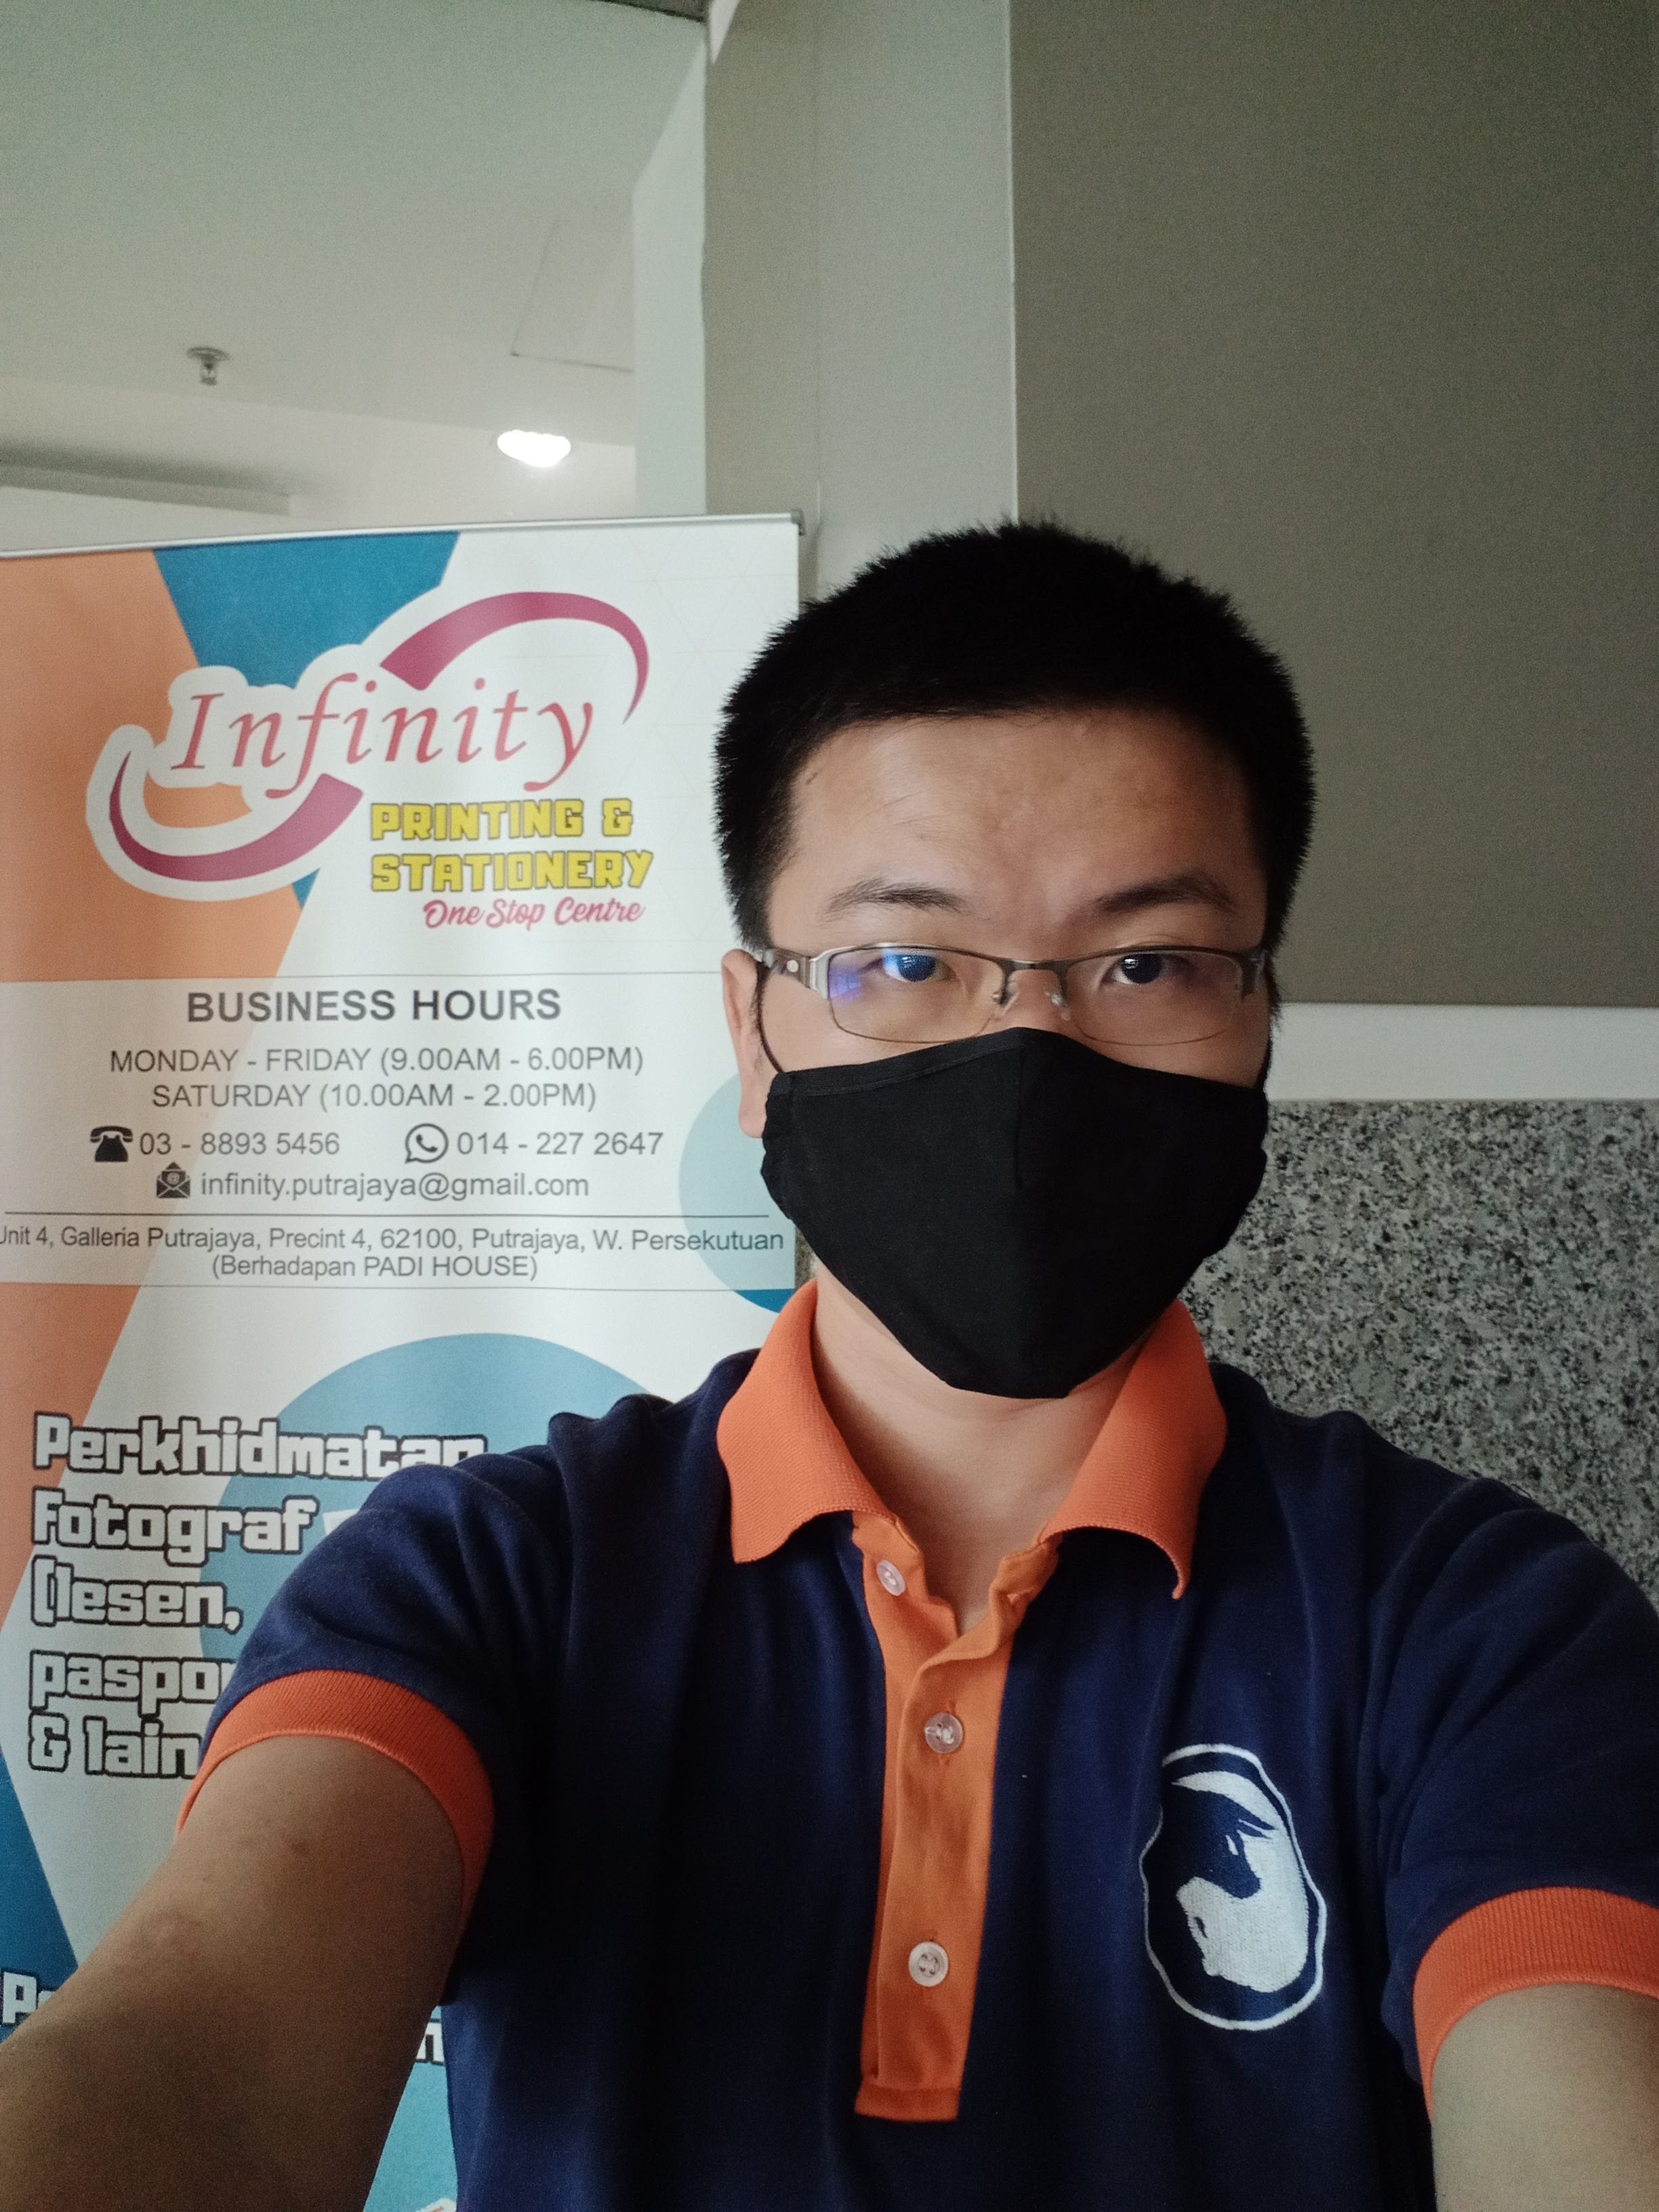 Infinity
PRINTING &
STATIONERY
One Stop Centre
BUSINESS HOURS
MONDAY - FRIDAY (9.00AM - 6.00PM)
SATURDAY (10.00AM - 2.00PM)
03 - 8893 5456 014 - 227 2647
infinity.putrajaya@gmail.com
Unit 4, Galleria Putrajaya, Precint 4, 62100, Putrajaya, W. Persekutuan
(Berhadapan PADI HOUSE)
Perkhidmatan
Fotograf
(lesen,
& lain